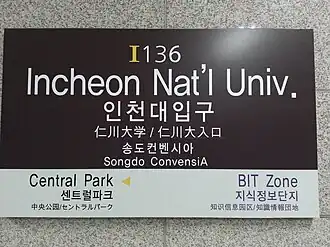 I136
Incheon Nat'l Univ.
인천대입구
仁川大学 / 仁川大入口
송도컨벤시아
Songdo ConvensiA
Central Park ◀ BIT Zone
센트럴파크 지식정보단지
中央公园/セントラルパーク 知识信息园区/知識情報団地